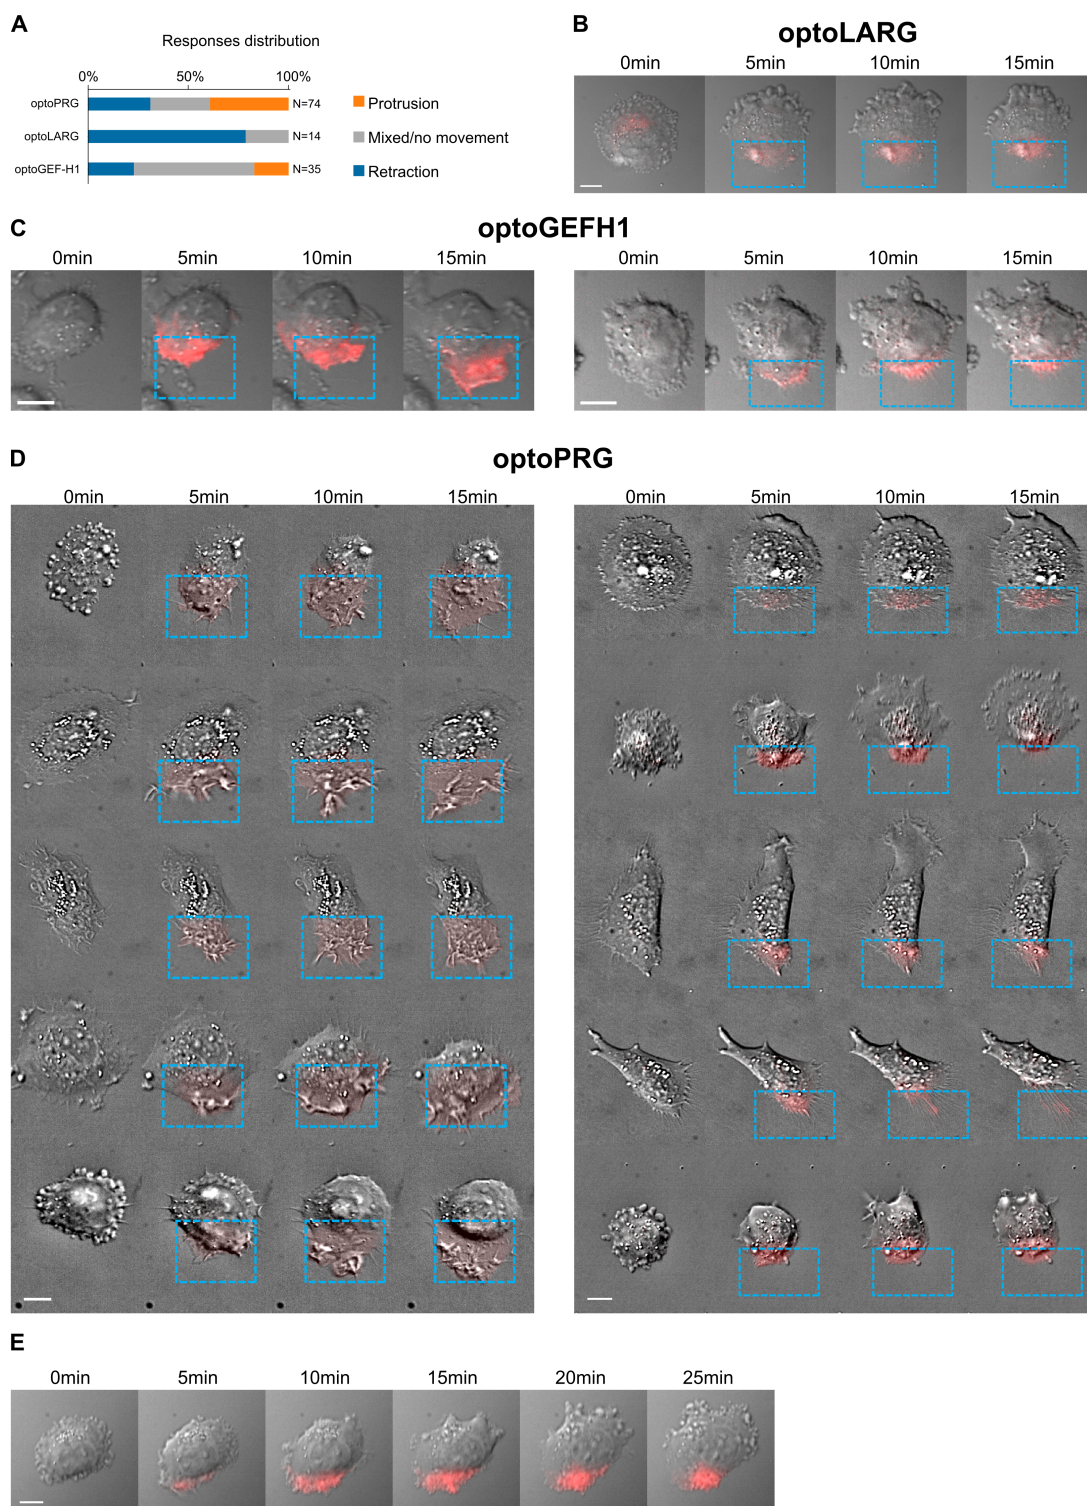 A
Responses distribution
0% 50% 100%
optoPRG N=74
optoLARG N=14
optoGEF-H1 N=35
Protrusion
Mixed/no movement
Retraction
B
optoLARG
0min 5min 10min 15min
C
optoGEFH1
0min 5min 10min 15min
0min 5min 10min 15min
D
optoPRG
0min 5min 10min 15min
0min 5min 10min 15min
E
0min 5min 10min 15min 20min 25min